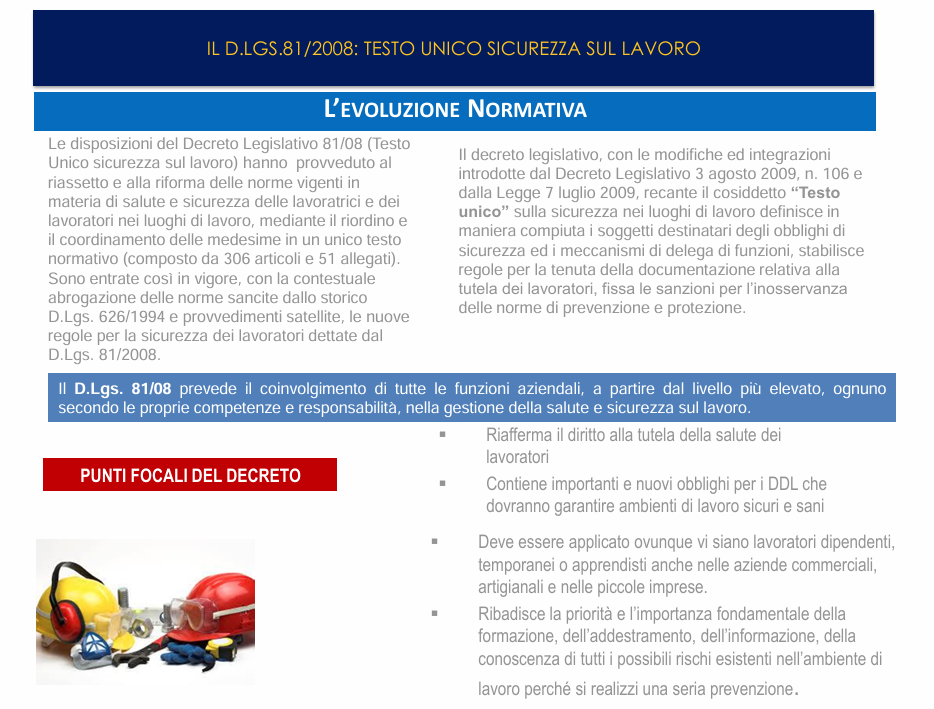 IL D.LGS.81/2008: TESTO UNICO SICUREZZA SUL LAVORO
L’EVOLUZIONE NORMATIVA
Le disposizioni del Decreto Legislativo 81/08 (Testo
Unico sicurezza sul lavoro) hanno provveduto al
riassetto e alla riforma delle norme vigenti in
materia di salute e sicurezza delle lavoratrici e dei
lavoratori nei luoghi di lavoro, mediante il riordino e
il coordinamento delle medesime in un unico testo
normativo (composto da 306 articoli e 51 allegati).
Sono entrate così in vigore, con la contestuale
abrogazione delle norme sancite dallo storico
D.Lgs. 626/1994 e provvedimenti satellite, le nuove
regole per la sicurezza dei lavoratori dettate dal
D.Lgs. 81/2008.
Il decreto legislativo, con le modifiche ed integrazioni
introdotte dal Decreto Legislativo 3 agosto 2009, n. 106 e
dalla Legge 7 luglio 2009, recante il cosiddetto “Testo
unico” sulla sicurezza nei luoghi di lavoro definisce in
maniera compiuta i soggetti destinatari degli obblighi di
sicurezza ed i meccanismi di delega di funzioni, stabilisce
regole per la tenuta della documentazione relativa alla
tutela dei lavoratori, fissa le sanzioni per l’inosservanza
delle norme di prevenzione e protezione.
Il D.Lgs. 81/08 prevede il coinvolgimento di tutte le funzioni aziendali, a partire dal livello più elevato, ognuno
secondo le proprie competenze e responsabilità, nella gestione della salute e sicurezza sul lavoro.
PUNTI FOCALI DEL DECRETO
▪ Riafferma il diritto alla tutela della salute dei
lavoratori
▪ Contiene importanti e nuovi obblighi per i DDL che
dovranno garantire ambienti di lavoro sicuri e sani
▪ Deve essere applicato ovunque vi siano lavoratori dipendenti,
temporanei o apprendisti anche nelle aziende commerciali,
artigianali e nelle piccole imprese.
▪ Ribadisce la priorità e l’importanza fondamentale della
formazione, dell’addestramento, dell’informazione, della
conoscenza di tutti i possibili rischi esistenti nell’ambiente di
lavoro perché si realizzi una seria prevenzione.